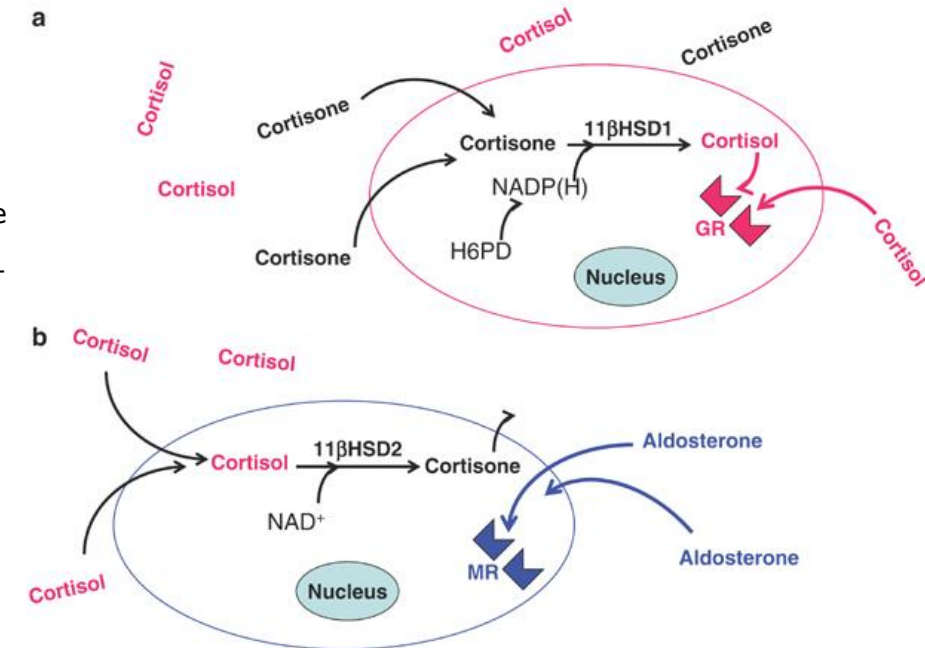 a
Cortisol
Cortisone
Cortisol
Cortisone
Cortisone
11βHSD1
Cortisol
Cortisol
NADP(H)
e
GR
Cortisol
H6PD
Cortisone
-
Nucleus
b
Cortisol
Cortisol
Cortisol
11βHSD2
Cortisone
Aldosterone
NAD⁺
MR
Aldosterone
Nucleus
Cortisol